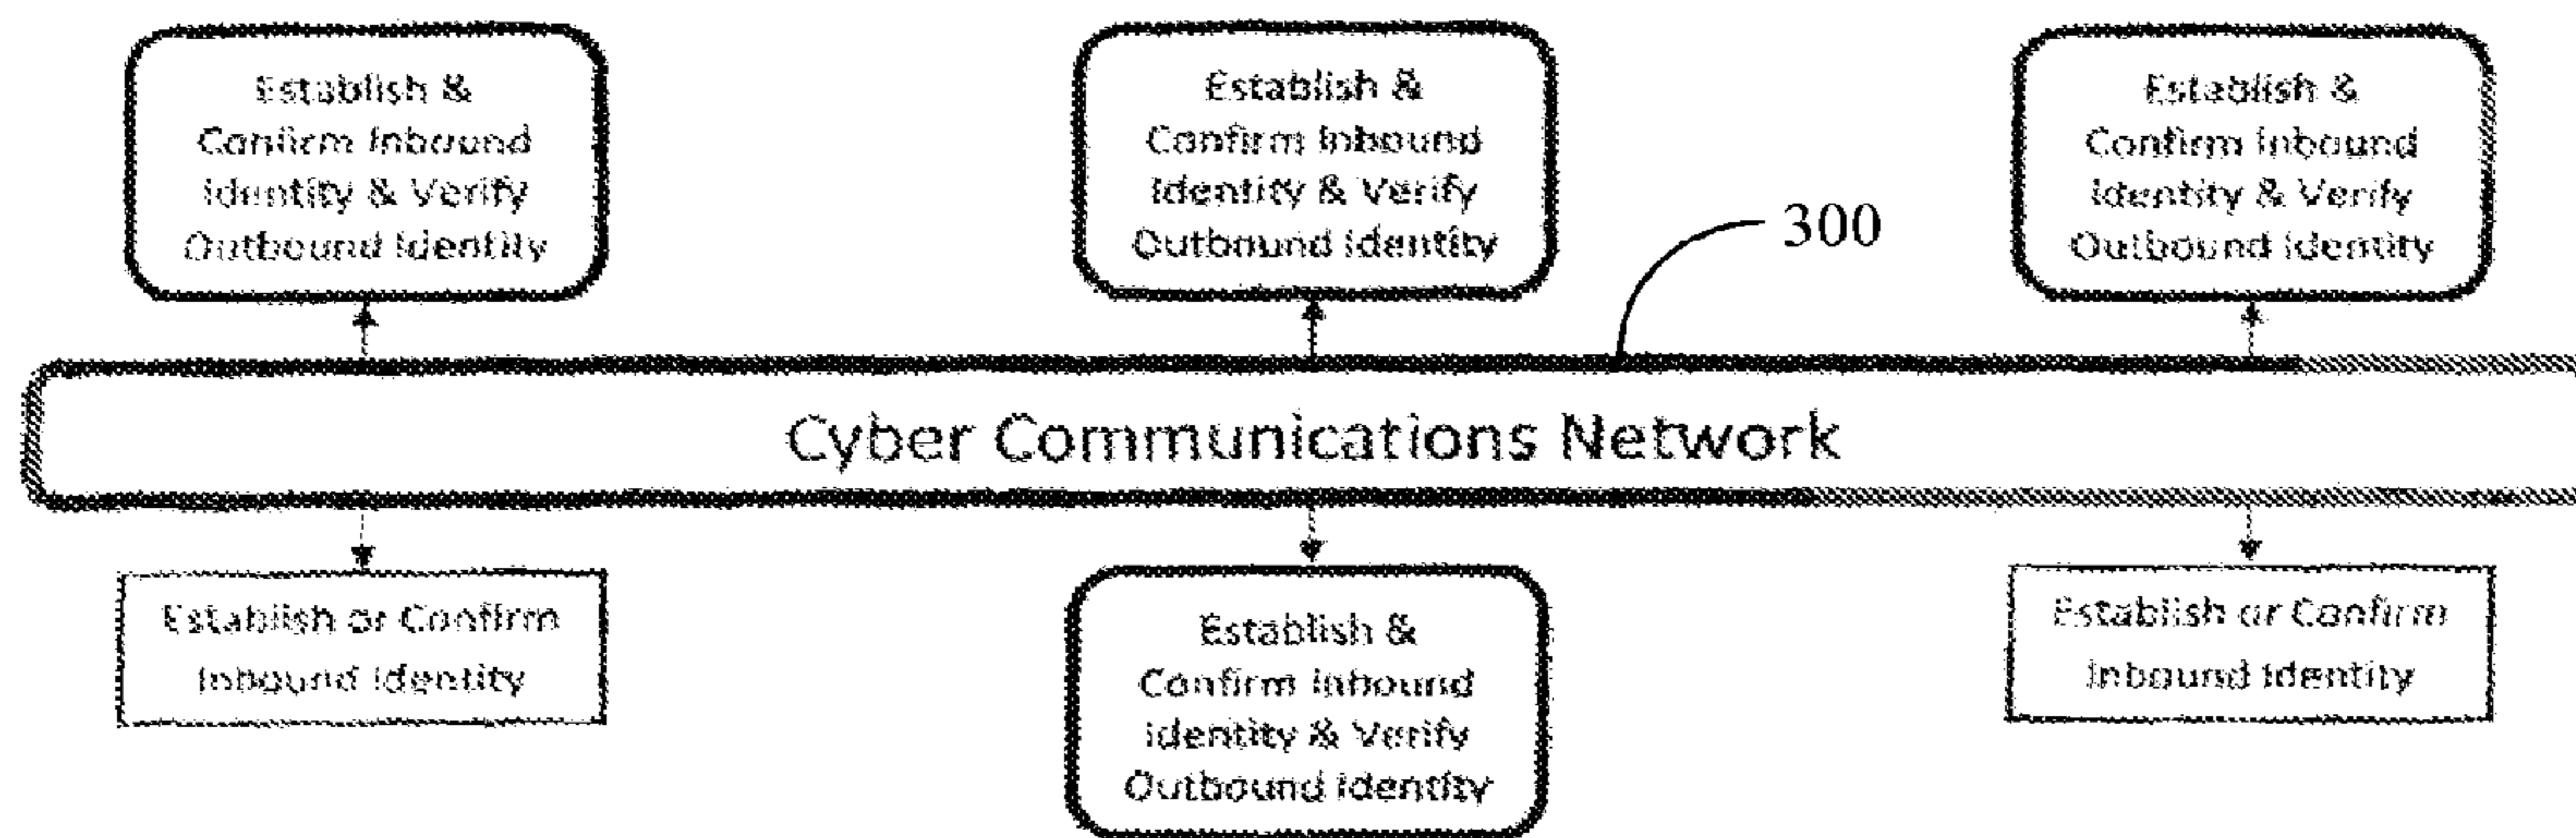 Establish &
Confirm Inbound
Identity & Verify
Outbound Identity
Establish &
Confirm Inbound
Identity & Verify
Outbound Identity
Establish &
Confirm Inbound
Identity & Verify
Outbound Identity
300
Cyber Communications Network
Establish or Confirm
Inbound Identity
Establish &
Confirm Inbound
Identity & Verify
Outbound Identity
Establish or Confirm
Inbound Identity